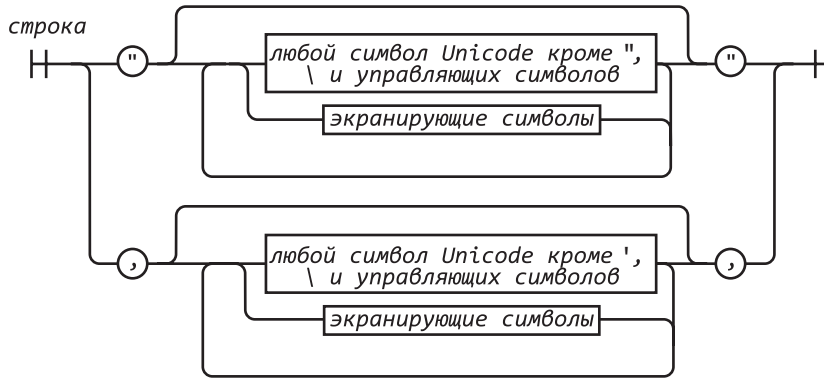 строка
" любой символ Unicode кроме ", "
\ и управляющих символов
экранирующие символы
, любой символ Unicode кроме ', ,
\ и управляющих символов
экранирующие символы